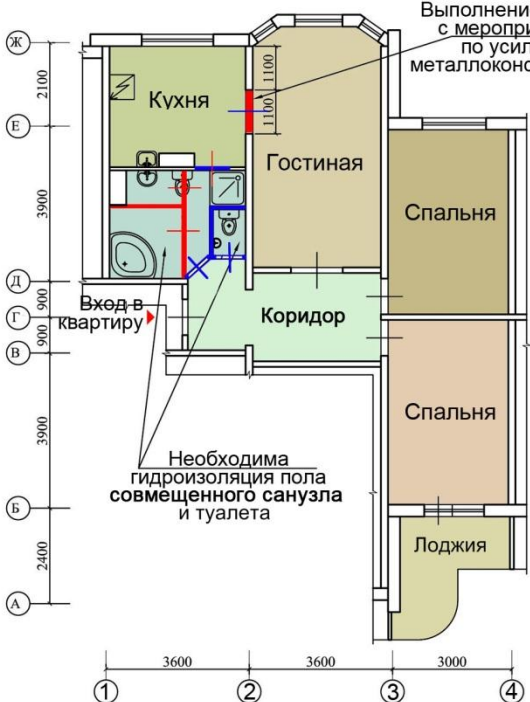 Выполнени
с меропри
по усил
металлоконс
Ж
2100
1100
1100
Кухня
Е
Гостиная
3900
Спальня
Д
900
Вход в
квартиру
Г
Коридор
900
В
3900
Спальня
Необходима
гидроизоляция пола
совмещенного санузла
и туалета
Б
Лоджия
2400
А
3600
3600
3000
1
2
3
4